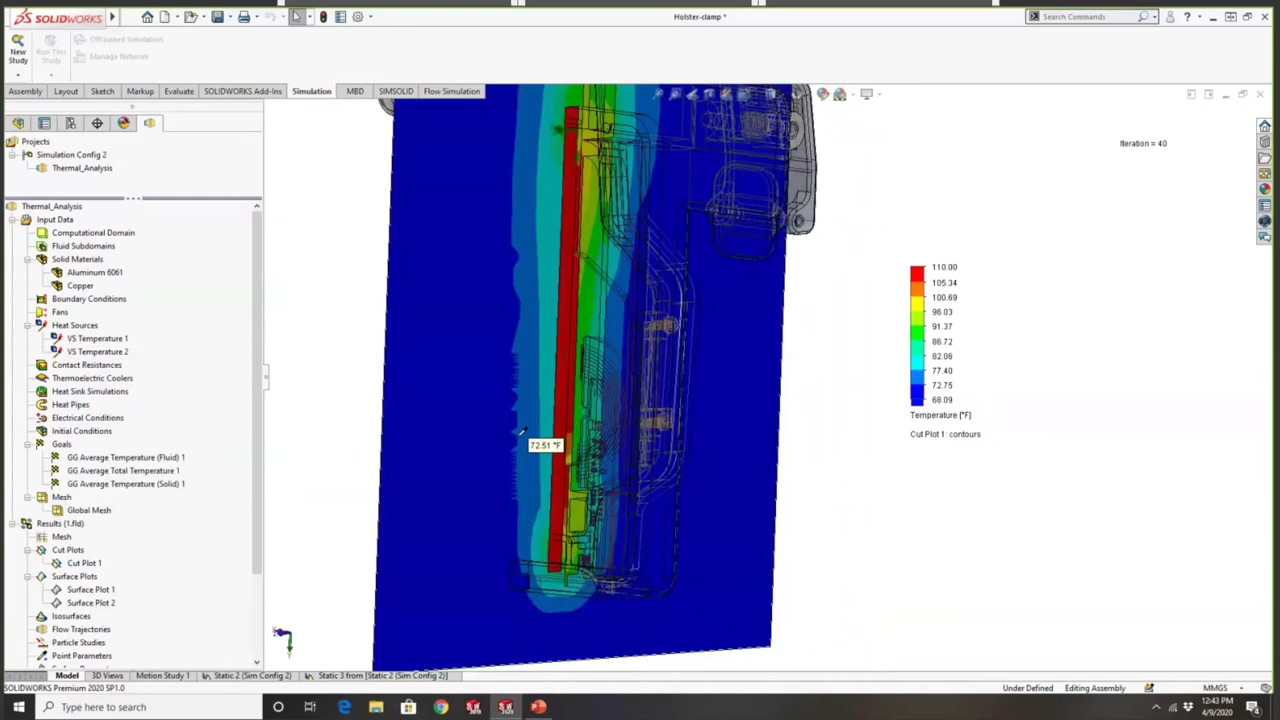 SOLIDWORKS
Holster-clamp *
Search Commands
New Study
Run This Study
Offloaded Simulation
Manage Network
Assembly
Layout
Sketch
Markup
Evaluate
SOLIDWORKS Add-Ins
Simulation
MBD
SIMSOLID
Flow Simulation
Projects
Simulation Config 2
Thermal_Analysis
Thermal_Analysis
Input Data
Computational Domain
Fluid Subdomains
Solid Materials
Aluminum 6061
Copper
Boundary Conditions
Fans
Heat Sources
VS Temperature 1
VS Temperature 2
Contact Resistances
Thermoelectric Coolers
Heat Sink Simulations
Heat Pipes
Electrical Conditions
Initial Conditions
Goals
GG Average Temperature (Fluid) 1
GG Average Total Temperature 1
GG Average Temperature (Solid) 1
Mesh
Global Mesh
Results (1.fld)
Mesh
Cut Plots
Cut Plot 1
Surface Plots
Surface Plot 1
Surface Plot 2
Isosurfaces
Flow Trajectories
Particle Studies
Point Parameters
Iteration = 40
72.51 °F
110.00
105.34
100.69
96.03
91.37
86.72
82.06
77.40
72.75
68.09
Temperature [°F]
Cut Plot 1: contours
Model
3D Views
Motion Study 1
Static 2 (Sim Config 2)
Static 3 from [Static 2 (Sim Config 2)]
SOLIDWORKS Premium 2020 SP1.0
Under Defined
Editing Assembly
MMGS
Type here to search
12:43 PM
4/9/2020